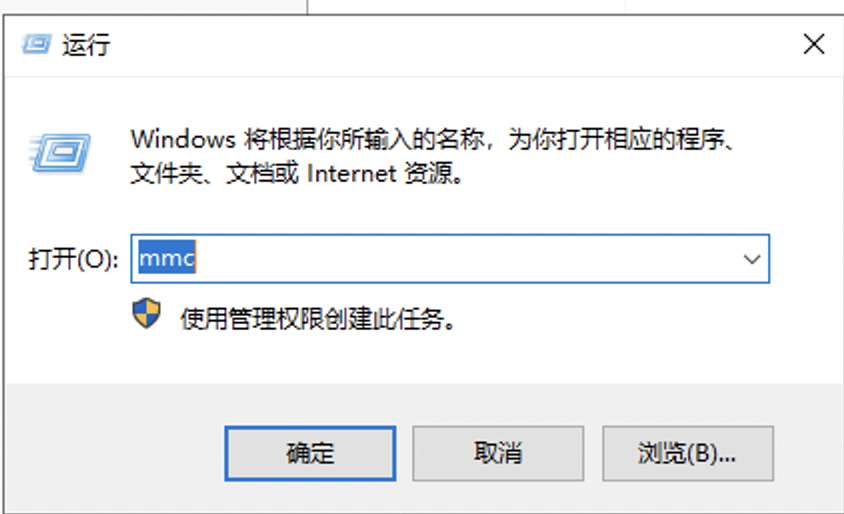 运行
Windows 将根据你所输入的名称，为你打开相应的程序、
文件夹、文档或 Internet 资源。
打开(O): mmc
使用管理权限创建此任务。
确定 取消 浏览(B)...